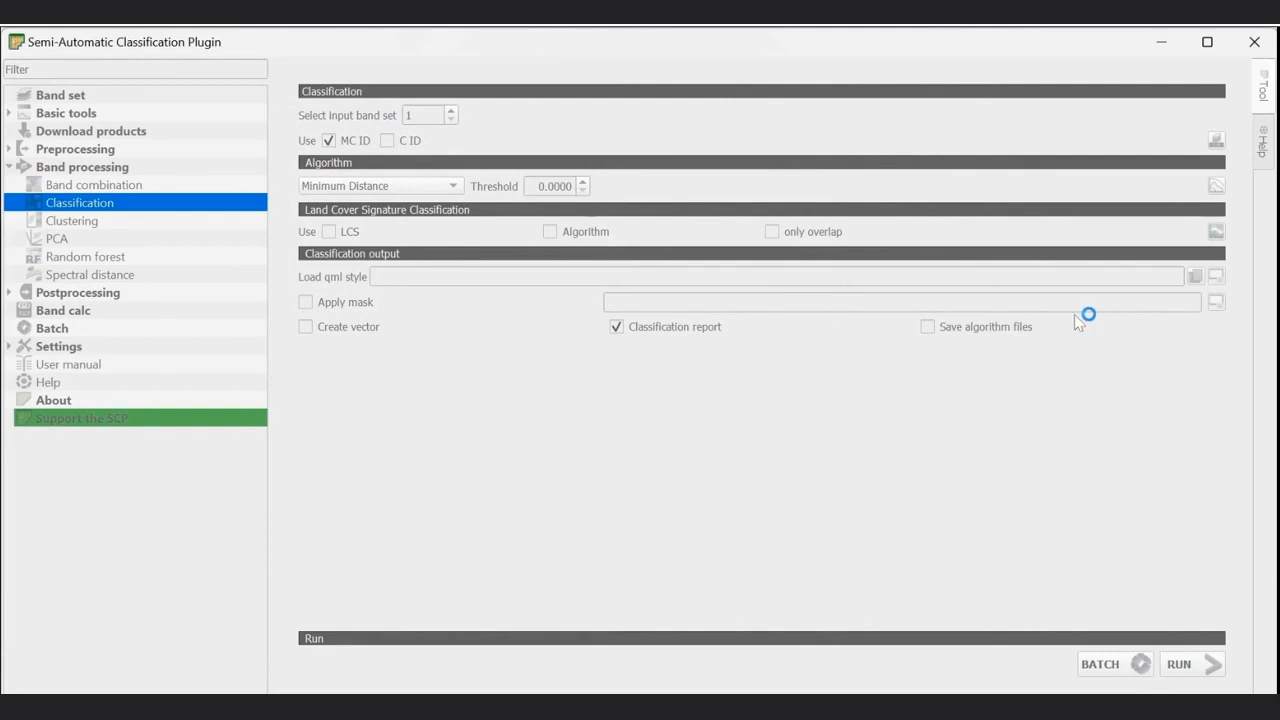 Semi-Automatic Classification Plugin
Filter
Band set
Basic tools
Download products
Preprocessing
Band processing
Band combination
Classification
Clustering
PCA
RF Random forest
Spectral distance
Postprocessing
Band calc
Batch
Settings
User manual
Help
About
Support the SCP
Classification
Select input band set 1
Use MC ID C ID
Algorithm
Minimum Distance Threshold 0.0000
Land Cover Signature Classification
Use LCS Algorithm only overlap
Classification output
Load qml style
Apply mask
Create vector Classification report Save algorithm files
Run
BATCH RUN
Tool
Help